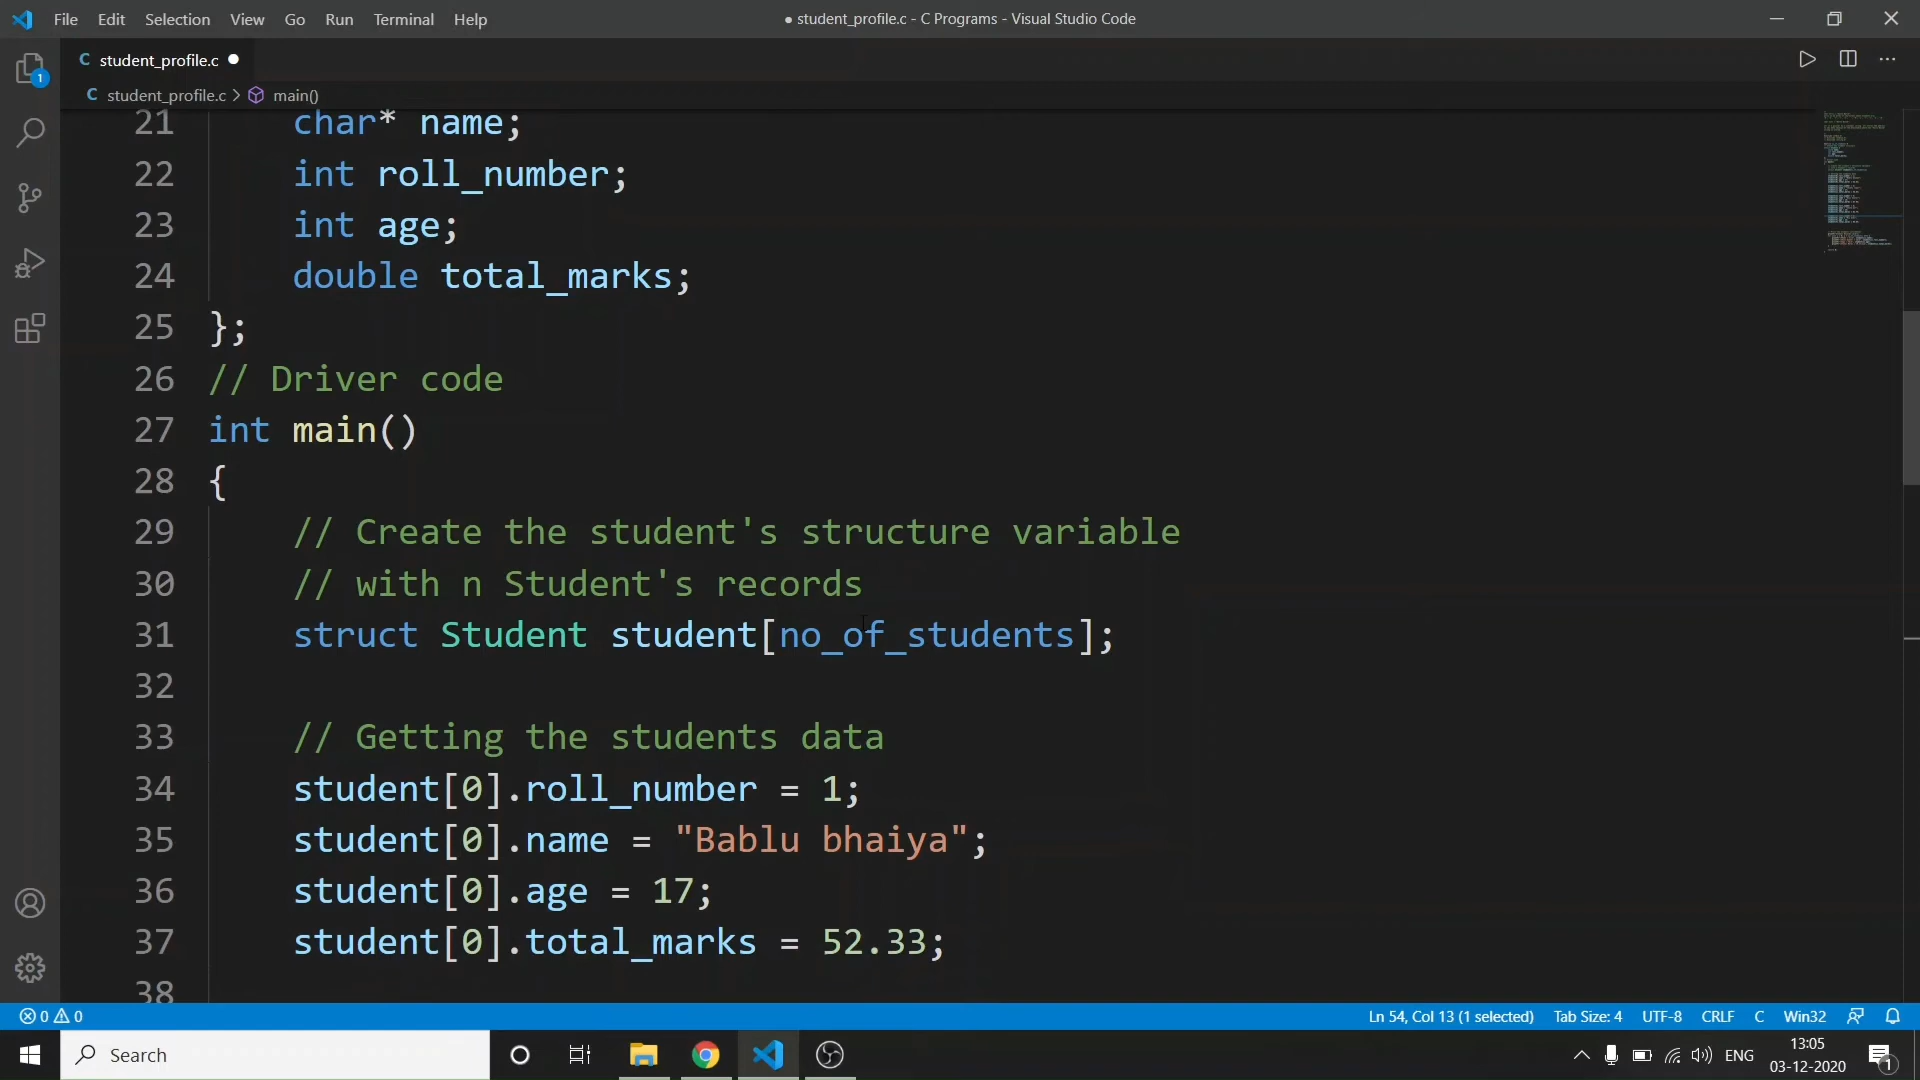 File Edit Selection View Go Run Terminal Help ● student_profile.c - C Programs - Visual Studio Code
C student_profile.c ●
C student_profile.c > main()
21 char* name;
22 int roll_number;
23 int age;
24 double total_marks;
25 };
26 // Driver code
27 int main()
28 {
29 // Create the student's structure variable
30 // with n Student's records
31 struct Student student[no_of_students];
32
33 // Getting the students data
34 student[0].roll_number = 1;
35 student[0].name = "Bablu bhaiya";
36 student[0].age = 17;
37 student[0].total_marks = 52.33;
38
1
0 0 Ln 54, Col 13 (1 selected) Tab Size: 4 UTF-8 CRLF C Win32
Search ENG 13:05
03-12-2020 1